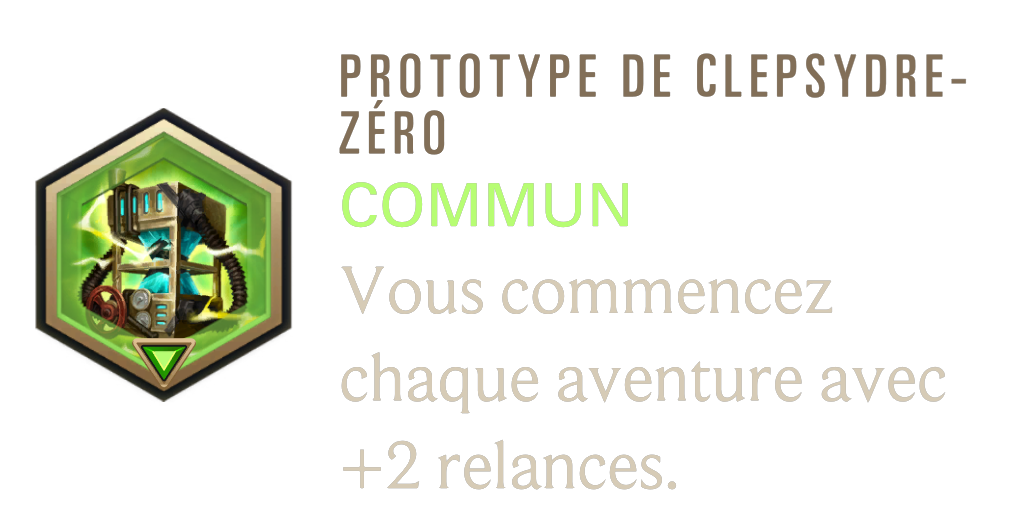 PROTOTYPE DE CLEPSYDRE-
ZÉRO
COMMUN
Vous commencez
chaque aventure avec
+2 relances.